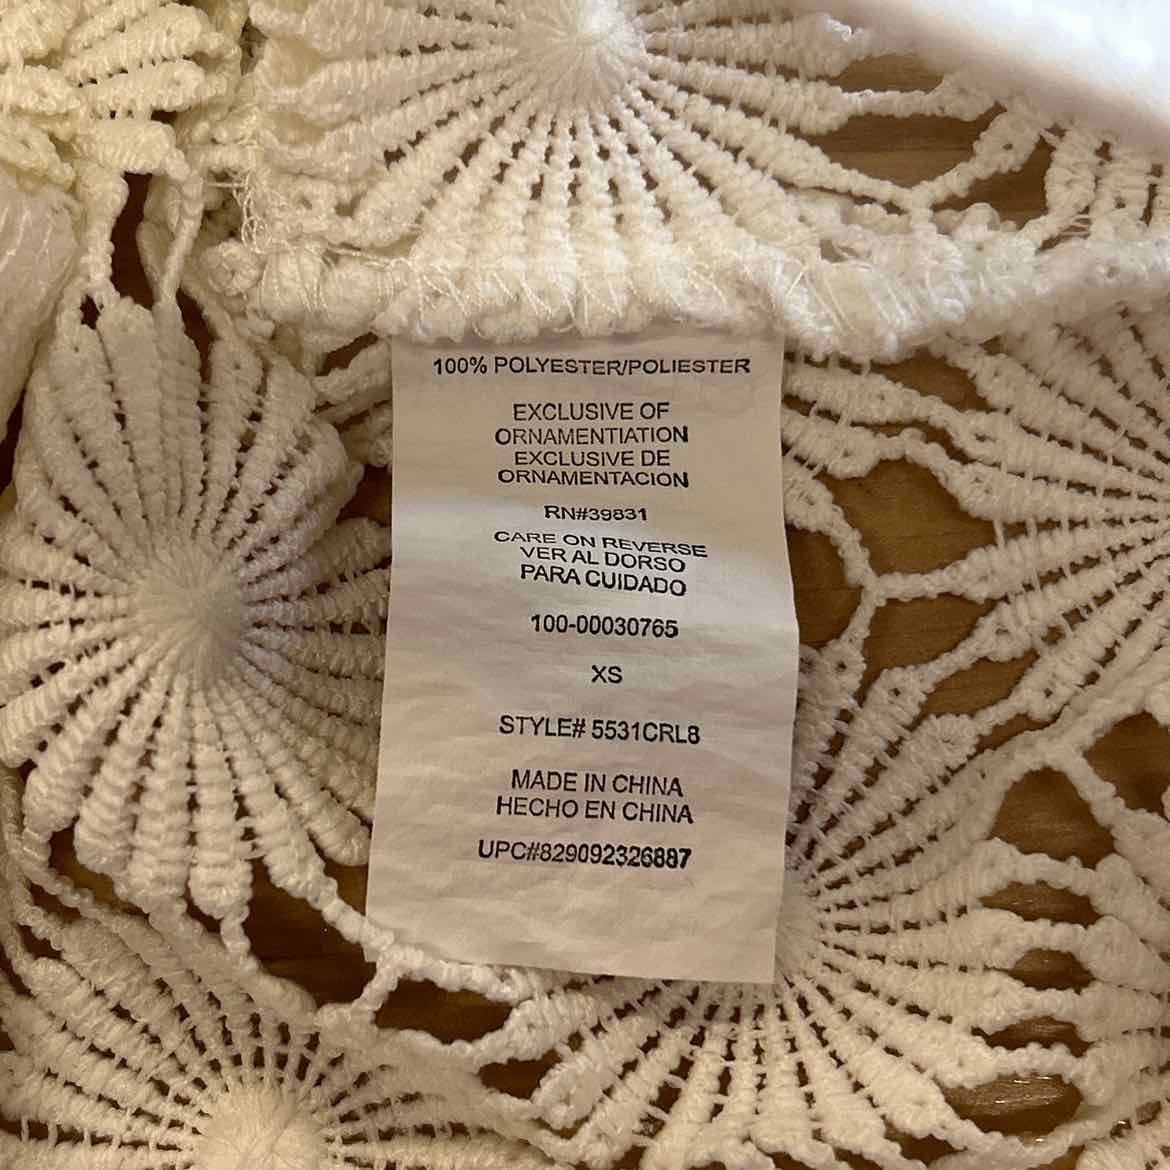 100% POLYESTER/POLIESTER
EXCLUSIVE OF
ORNAMENTIATION
EXCLUSIVE DE
ORNAMENTACION
RN#39831
CARE ON REVERSE
VER AL DORSO
PARA CUIDADO
100-00030765
XS
STYLE# 5531CRL8
MADE IN CHINA
HECHO EN CHINA
UPC#829092326887